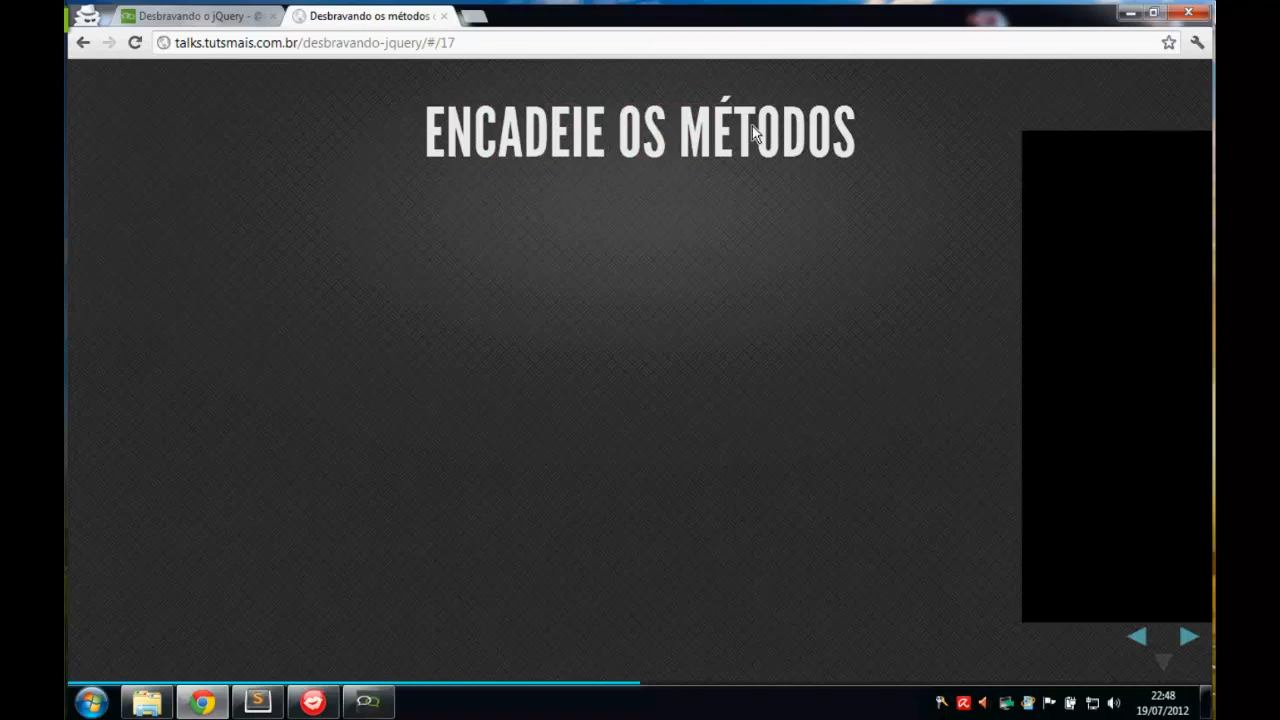 Desbravando o jQuery - @
Desbravando os métodos
talks.tutsmais.com.br/desbravando-jquery/#/17
ENCADEIE OS MÉTODOS
22:48
19/07/2012